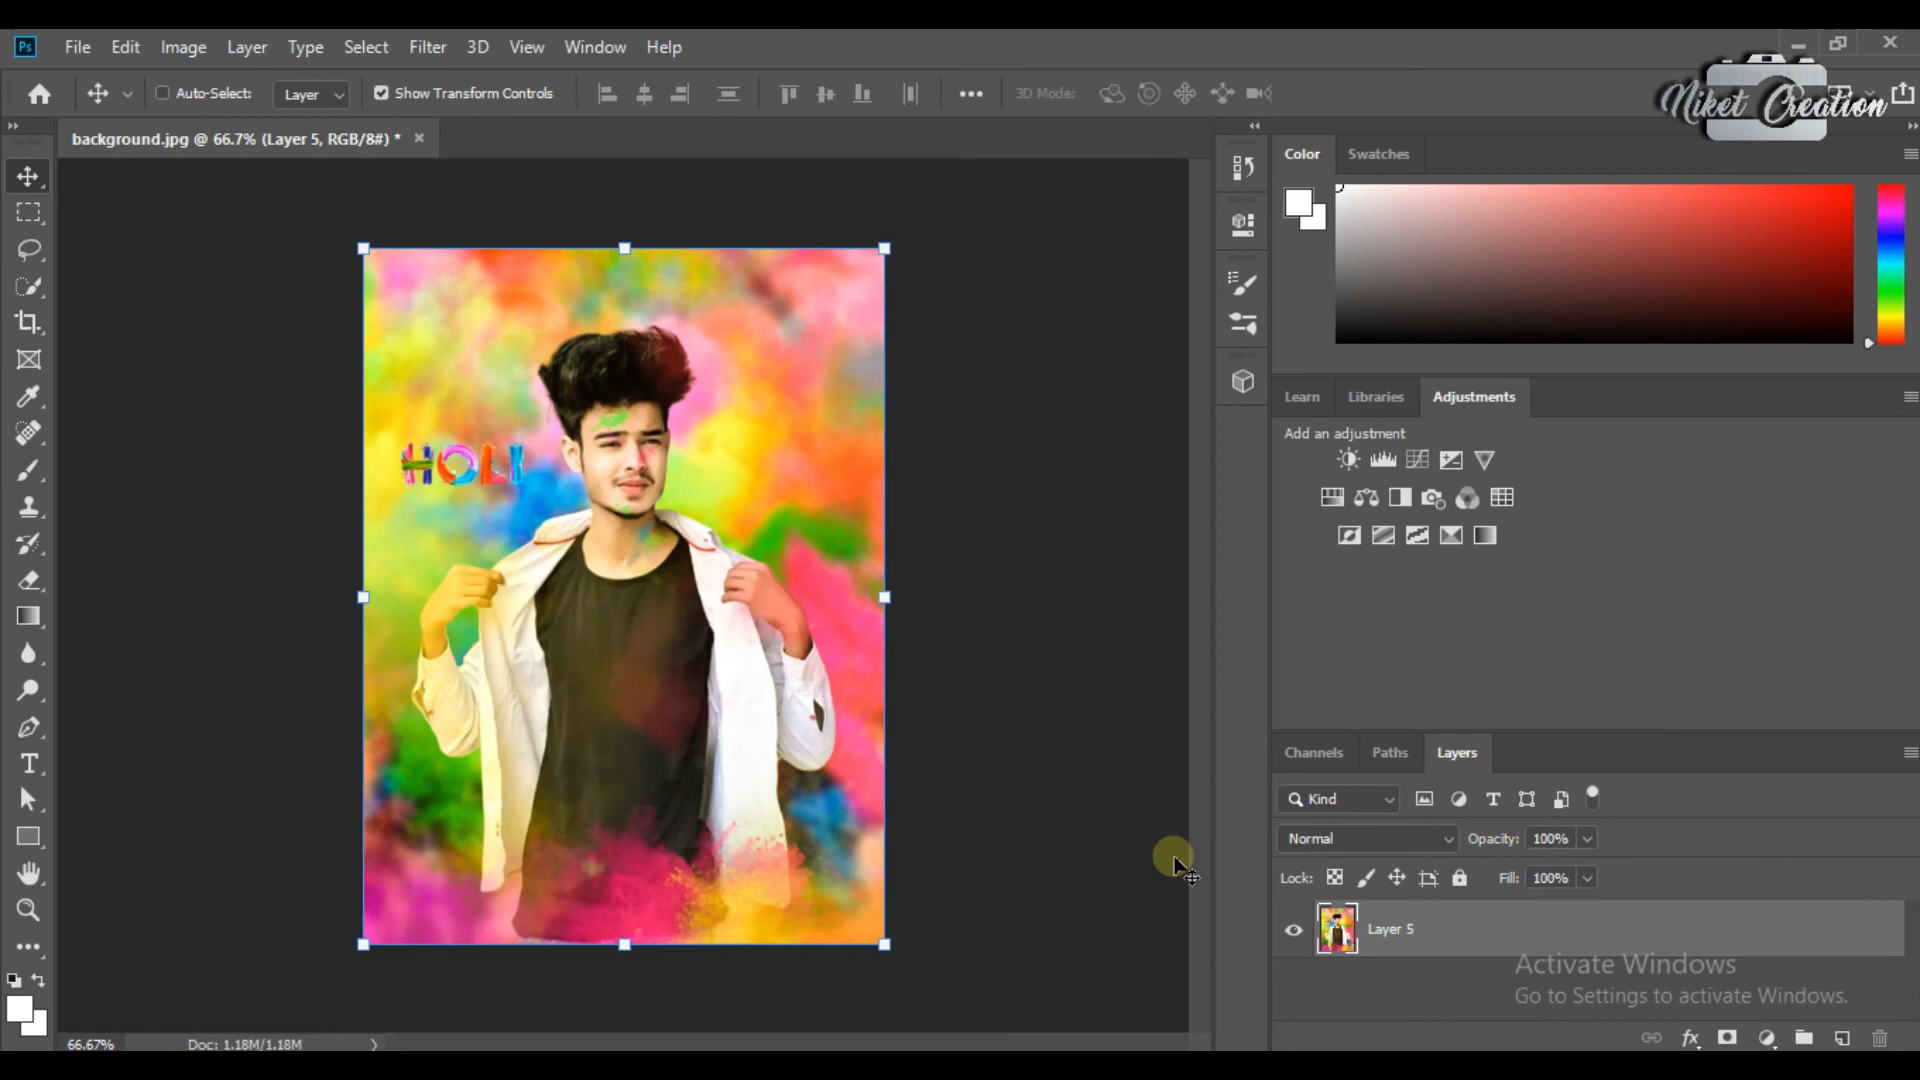 Ps File Edit Image Layer Type Select Filter 3D View Window Help
Auto-Select: Layer Show Transform Controls 3D Mode:
Niket Creation
background.jpg @ 66.7% (Layer 5, RGB/8#) *
Color Swatches
HOLI
Learn Libraries Adjustments
Add an adjustment
Channels Paths Layers
Kind
Normal Opacity: 100%
Lock: Fill: 100%
Layer 5
Activate Windows
Go to Settings to activate Windows.
fx
66.67% Doc: 1.18M/1.18M